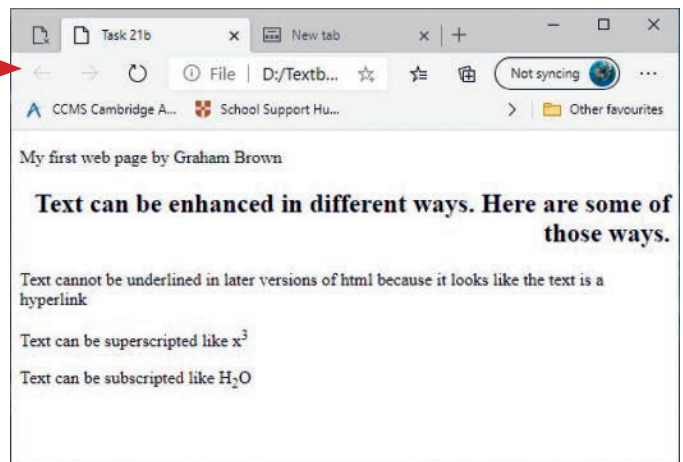 Task 21b
New tab
File D:/Textb...
Not syncing
CCMS Cambridge A...
School Support Hu...
Other favourites
My first web page by Graham Brown
Text can be enhanced in different ways. Here are some of
those ways.
Text cannot be underlined in later versions of html because it looks like the text is a
hyperlink
Text can be superscripted like x³
Text can be subscripted like H₂O